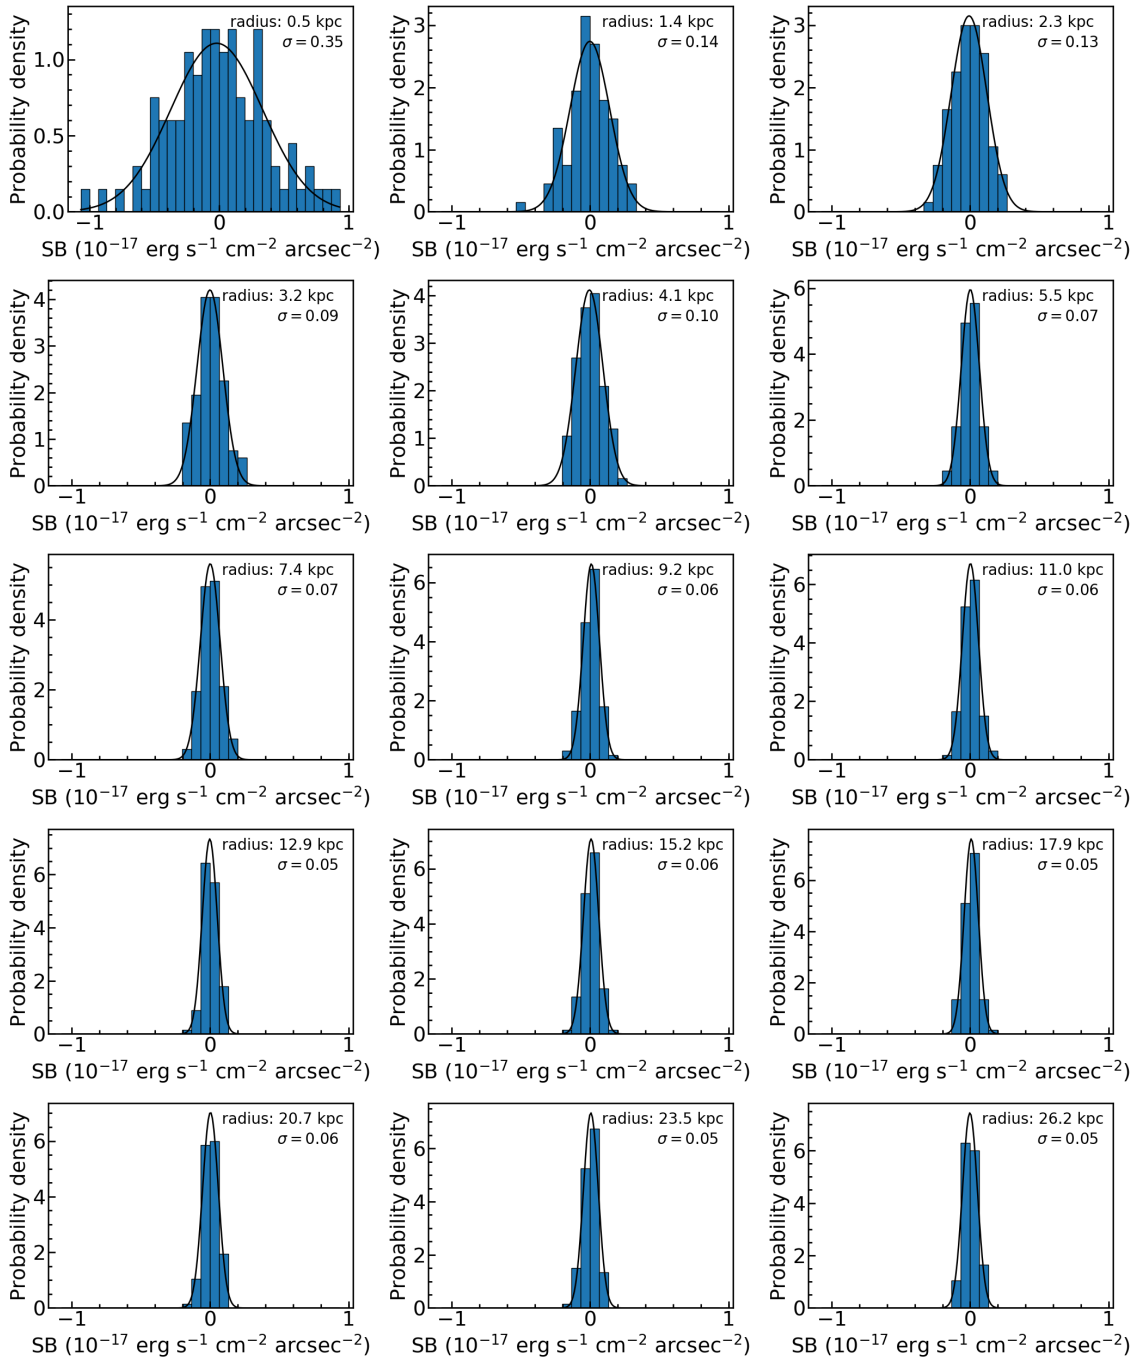 Probability density
radius: 0.5 kpc
σ = 0.35
1.0
0.5
0.0
−1 0 1
SB (10⁻¹⁷ erg s⁻¹ cm⁻² arcsec⁻²)
Probability density
radius: 1.4 kpc
σ = 0.14
3
2
1
0
−1 0 1
SB (10⁻¹⁷ erg s⁻¹ cm⁻² arcsec⁻²)
Probability density
radius: 2.3 kpc
σ = 0.13
3
2
1
0
−1 0 1
SB (10⁻¹⁷ erg s⁻¹ cm⁻² arcsec⁻²)
Probability density
radius: 3.2 kpc
σ = 0.09
4
3
2
1
0
−1 0 1
SB (10⁻¹⁷ erg s⁻¹ cm⁻² arcsec⁻²)
Probability density
radius: 4.1 kpc
σ = 0.10
4
3
2
1
0
−1 0 1
SB (10⁻¹⁷ erg s⁻¹ cm⁻² arcsec⁻²)
Probability density
radius: 5.5 kpc
σ = 0.07
6
4
2
0
−1 0 1
SB (10⁻¹⁷ erg s⁻¹ cm⁻² arcsec⁻²)
Probability density
radius: 7.4 kpc
σ = 0.07
4
2
0
−1 0 1
SB (10⁻¹⁷ erg s⁻¹ cm⁻² arcsec⁻²)
Probability density
radius: 9.2 kpc
σ = 0.06
6
4
2
0
−1 0 1
SB (10⁻¹⁷ erg s⁻¹ cm⁻² arcsec⁻²)
Probability density
radius: 11.0 kpc
σ = 0.06
6
4
2
0
−1 0 1
SB (10⁻¹⁷ erg s⁻¹ cm⁻² arcsec⁻²)
Probability density
radius: 12.9 kpc
σ = 0.05
6
4
2
0
−1 0 1
SB (10⁻¹⁷ erg s⁻¹ cm⁻² arcsec⁻²)
Probability density
radius: 15.2 kpc
σ = 0.06
6
4
2
0
−1 0 1
SB (10⁻¹⁷ erg s⁻¹ cm⁻² arcsec⁻²)
Probability density
radius: 17.9 kpc
σ = 0.05
6
4
2
0
−1 0 1
SB (10⁻¹⁷ erg s⁻¹ cm⁻² arcsec⁻²)
Probability density
radius: 20.7 kpc
σ = 0.06
6
4
2
0
−1 0 1
SB (10⁻¹⁷ erg s⁻¹ cm⁻² arcsec⁻²)
Probability density
radius: 23.5 kpc
σ = 0.05
6
4
2
0
−1 0 1
SB (10⁻¹⁷ erg s⁻¹ cm⁻² arcsec⁻²)
Probability density
radius: 26.2 kpc
σ = 0.05
6
4
2
0
−1 0 1
SB (10⁻¹⁷ erg s⁻¹ cm⁻² arcsec⁻²)